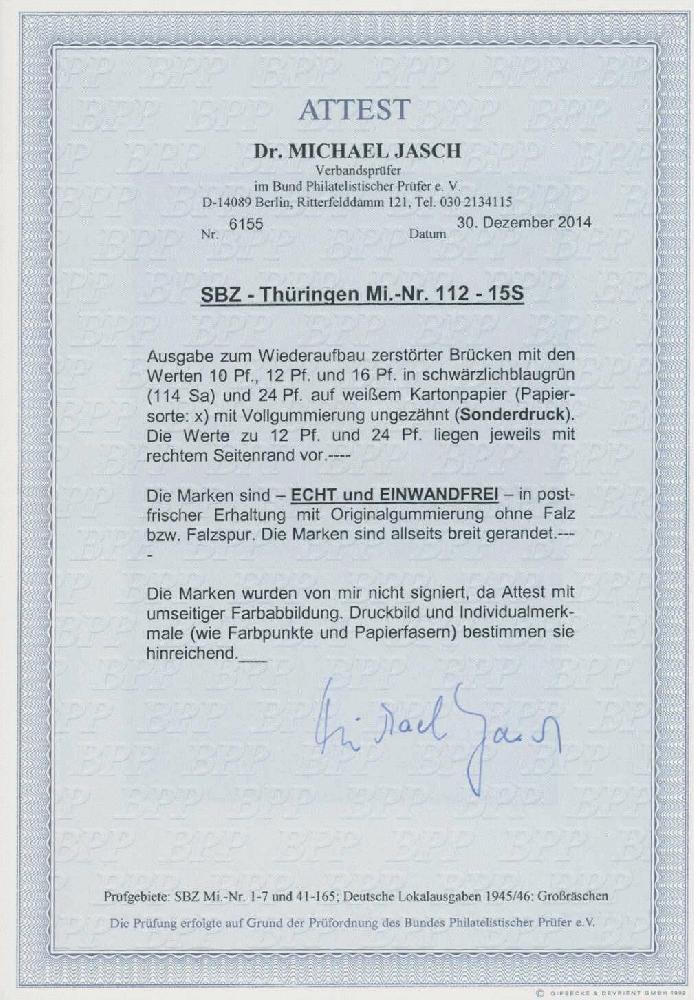 ATTEST
Dr. MICHAEL JASCH
Verbandsprüfer
im Bund Philatelistischer Prüfer e. V.
D-14089 Berlin, Ritterfelddamm 121, Tel. 030 2134115
Nr. 6155 Datum 30. Dezember 2014
SBZ - Thüringen Mi.-Nr. 112 - 15S
Ausgabe zum Wiederaufbau zerstörter Brücken mit den
Werten 10 Pf., 12 Pf. und 16 Pf. in schwärzlichblaugrün
(114 Sa) und 24 Pf. auf weißem Kartonpapier (Papier-
sorte: x) mit Vollgummierung ungezähnt (Sonderdruck).
Die Werte zu 12 Pf. und 24 Pf. liegen jeweils mit
rechtem Seitenrand vor.----
Die Marken sind – ECHT und EINWANDFREI – in post-
frischer Erhaltung mit Originalgummierung ohne Falz
bzw. Falzspur. Die Marken sind allseits breit gerandet.---
-
Die Marken wurden von mir nicht signiert, da Attest mit
umseitiger Farbabbildung. Druckbild und Individualmerk-
male (wie Farbpunkte und Papierfasern) bestimmen sie
hinreichend.___
Michael Jasch
Prüfgebiete: SBZ Mi.-Nr. 1-7 und 41-165; Deutsche Lokalausgaben 1945/46: Großräschen
Die Prüfung erfolgte auf Grund der Prüfordnung des Bundes Philatelistischer Prüfer e.V.
© GIESECKE & DEVRIENT GMBH